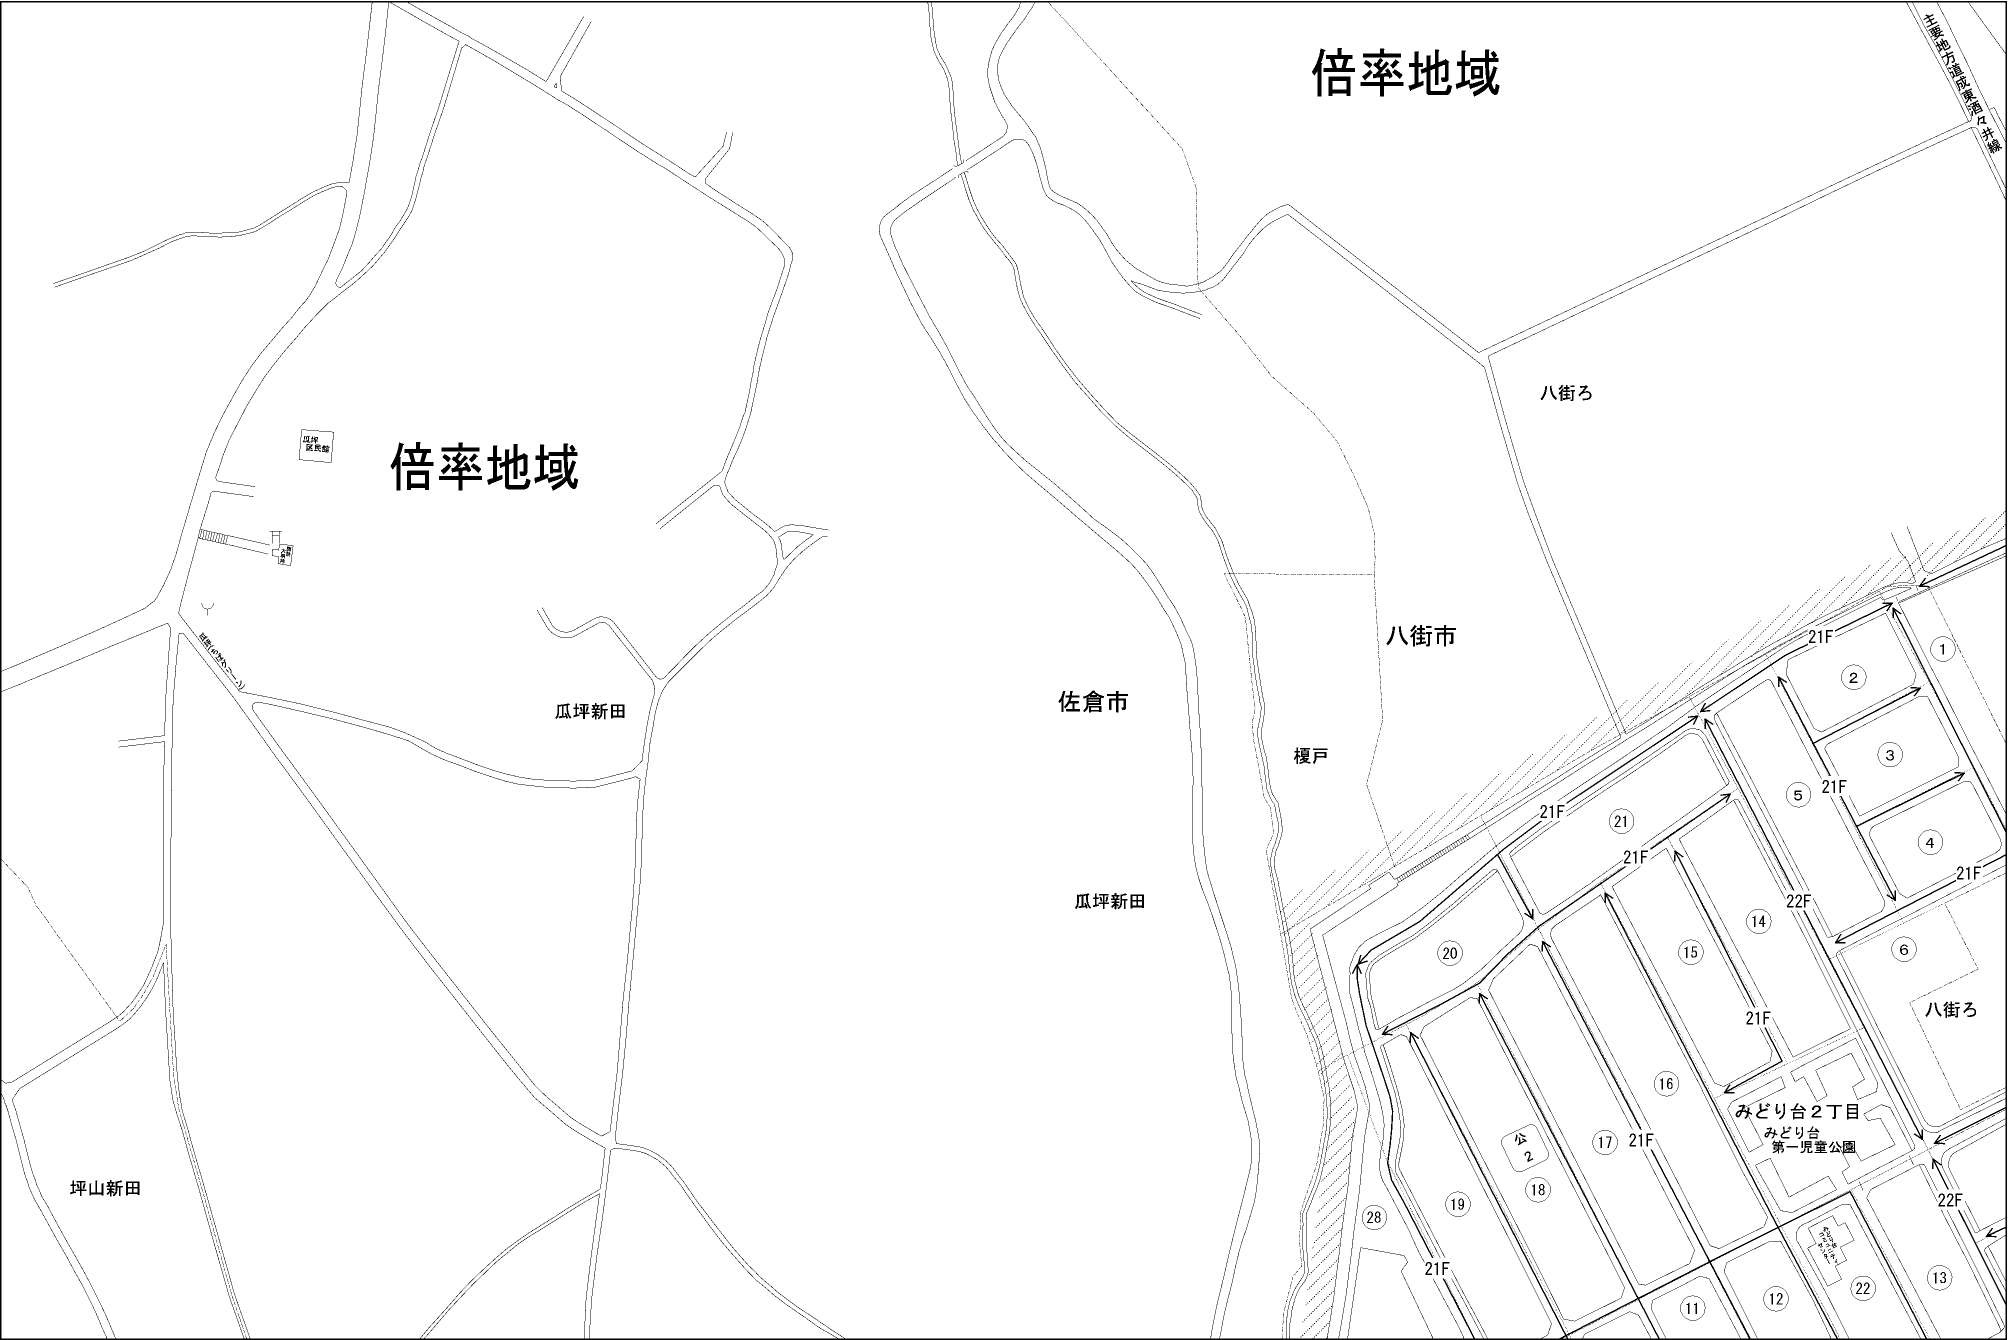 倍率地域
主要地方道成東酒々井線
八街ろ
瓜坪
区民館
倍率地域
八街市
佐倉市
瓜坪新田
榎戸
瓜坪新田
坪山新田
21F
1
2
3
21F
5
4
21F
21F
21
21F
22F
14
6
20
15
八街ろ
21F
16
みどり台2丁目
みどり台
第一児童公園
公
2
17
21F
18
19
28
22F
21F
11
12
22
13